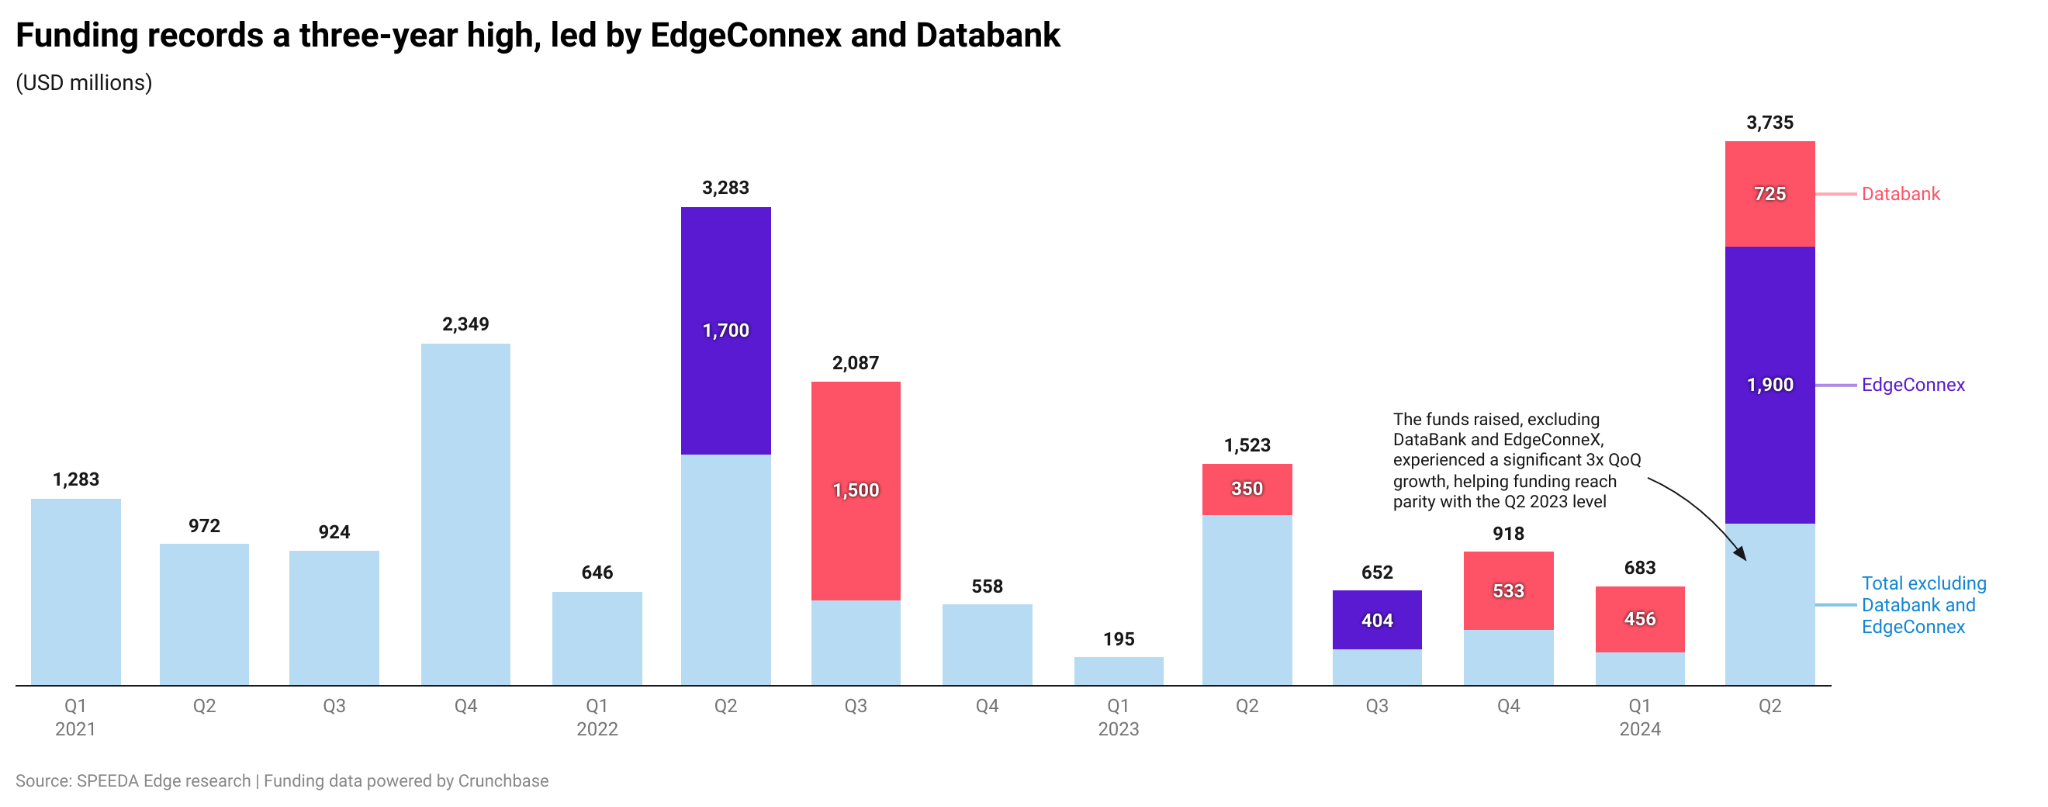 Funding records a three-year high, led by EdgeConnex and Databank
(USD millions)
1,283
972
924
2,349
646
3,283
1,700
2,087
1,500
558
195
1,523
350
652
404
918
533
683
456
3,735
725
1,900
Databank
EdgeConnex
Total excluding
Databank and
EdgeConnex
The funds raised, excluding
DataBank and EdgeConneX,
experienced a significant 3x QoQ
growth, helping funding reach
parity with the Q2 2023 level
Q1 Q2 Q3 Q4 Q1 Q2 Q3 Q4 Q1 Q2 Q3 Q4 Q1 Q2
2021 2022 2023 2024
Source: SPEEDA Edge research | Funding data powered by Crunchbase